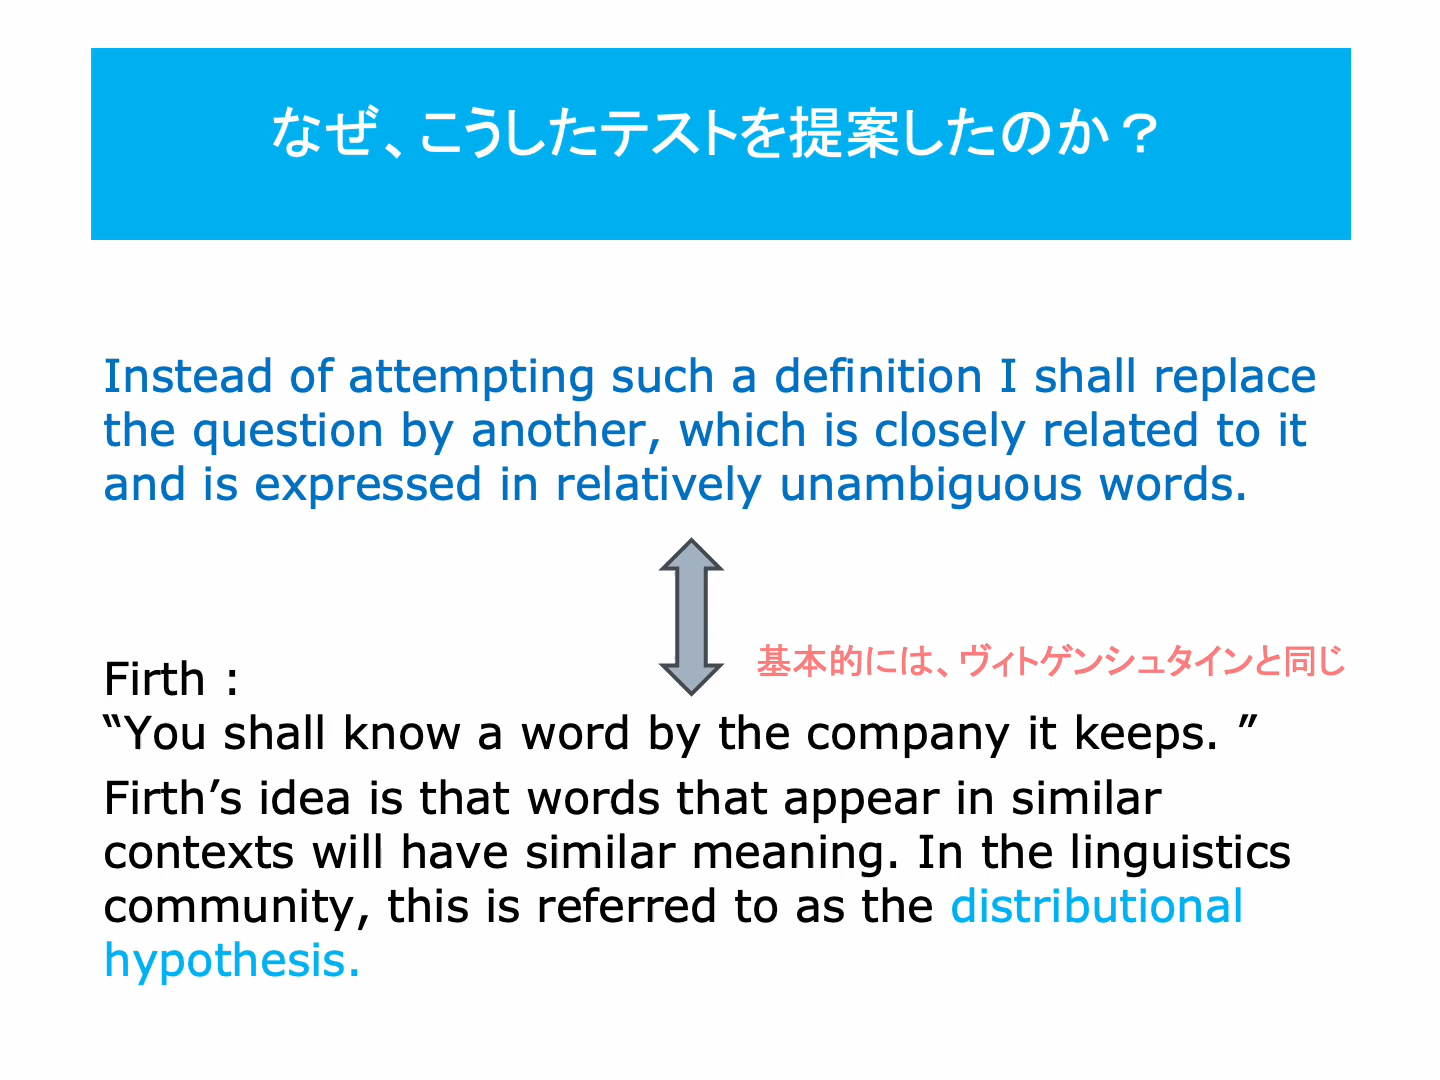 なぜ、こうしたテストを提案したのか？
Instead of attempting such a definition I shall replace
the question by another, which is closely related to it
and is expressed in relatively unambiguous words.
基本的には、ヴィトゲンシュタインと同じ
Firth :
“You shall know a word by the company it keeps. ”
Firth’s idea is that words that appear in similar
contexts will have similar meaning. In the linguistics
community, this is referred to as the distributional
hypothesis.